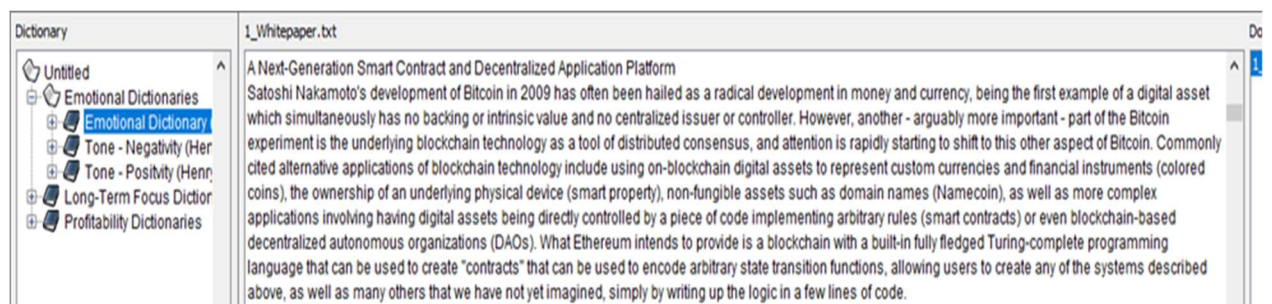 Dictionary
Untitled
Emotional Dictionaries
Emotional Dictionary
Tone - Negativity (Her
Tone - Positvity (Henr
Long-Term Focus Diction
Profitability Dictionaries
1_Whitepaper.txt
A Next-Generation Smart Contract and Decentralized Application Platform
Satoshi Nakamoto's development of Bitcoin in 2009 has often been hailed as a radical development in money and currency, being the first example of a digital asset
which simultaneously has no backing or intrinsic value and no centralized issuer or controller. However, another - arguably more important - part of the Bitcoin
experiment is the underlying blockchain technology as a tool of distributed consensus, and attention is rapidly starting to shift to this other aspect of Bitcoin. Commonly
cited alternative applications of blockchain technology include using on-blockchain digital assets to represent custom currencies and financial instruments (colored
coins), the ownership of an underlying physical device (smart property), non-fungible assets such as domain names (Namecoin), as well as more complex
applications involving having digital assets being directly controlled by a piece of code implementing arbitrary rules (smart contracts) or even blockchain-based
decentralized autonomous organizations (DAOs). What Ethereum intends to provide is a blockchain with a built-in fully fledged Turing-complete programming
language that can be used to create "contracts" that can be used to encode arbitrary state transition functions, allowing users to create any of the systems described
above, as well as many others that we have not yet imagined, simply by writing up the logic in a few lines of code.
Do
1_